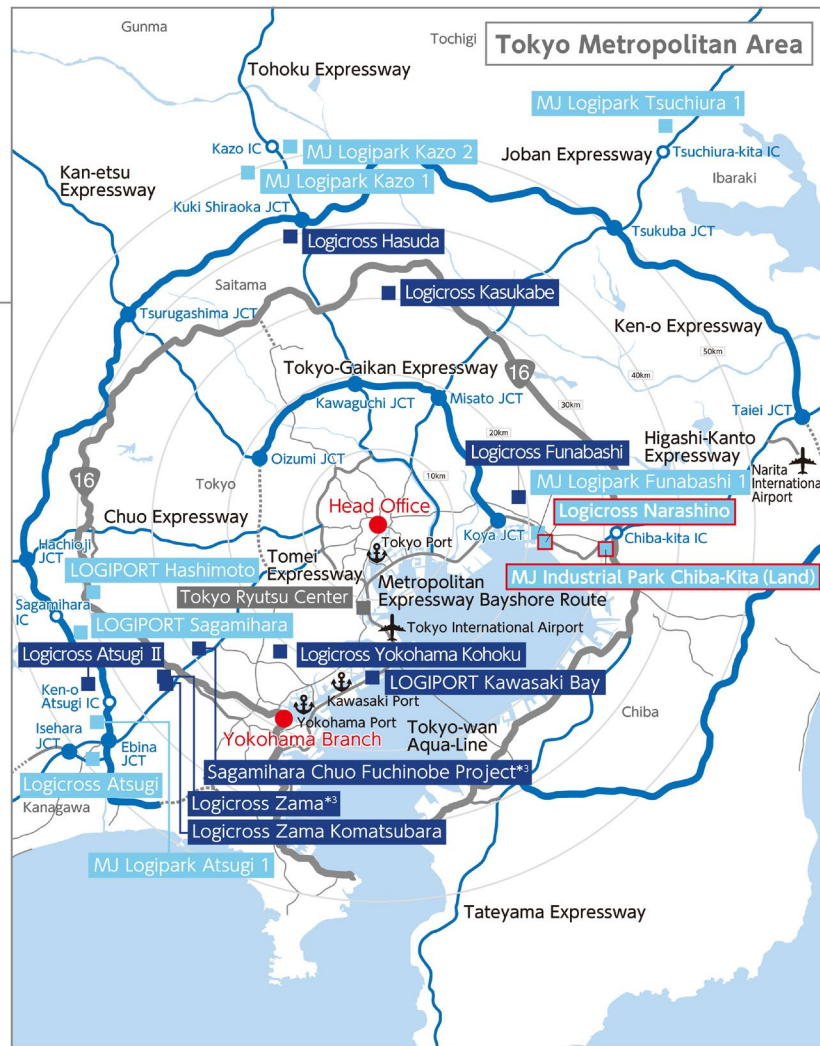 Gunma
Tochigi
Tokyo Metropolitan Area
Tohoku Expressway
MJ Logipark Tsuchiura 1
Kazo IC
MJ Logipark Kazo 2
Joban Expressway
Tsuchiura-kita IC
Kan-etsu
Expressway
MJ Logipark Kazo 1
Ibaraki
Kuki Shiraoka JCT
Tsukuba JCT
Logicross Hasuda
Saitama
Logicross Kasukabe
Tsurugashima JCT
Ken-o Expressway
50km
Tokyo-Gaikan Expressway
16
40km
Kawaguchi JCT
Misato JCT
30km
Taiei JCT
20km
Higashi-Kanto
Expressway
Logicross Funabashi
Oizumi JCT
Narita
International
Airport
16
Tokyo
10km
MJ Logipark Funabashi 1
Head Office
Logicross Narashino
Chuo Expressway
Koya JCT
Chiba-kita IC
Tokyo Port
Hachioji
JCT
Tomei
Expressway
LOGIPORT Hashimoto
Metropolitan
Expressway Bayshore Route
MJ Industrial Park Chiba-Kita (Land)
Tokyo Ryutsu Center
Sagamihara
IC
LOGIPORT Sagamihara
Tokyo International Airport
Logicross Atsugi Ⅱ
Logicross Yokohama Kohoku
LOGIPORT Kawasaki Bay
Ken-o
Atsugi IC
Kawasaki Port
Chiba
Yokohama Port
Isehara
JCT
Ebina
JCT
Yokohama Branch
Tokyo-wan
Aqua-Line
Logicross Atsugi
Sagamihara Chuo Fuchinobe Project*3
Kanagawa
Logicross Zama*3
Logicross Zama Komatsubara
MJ Logipark Atsugi 1
Tateyama Expressway